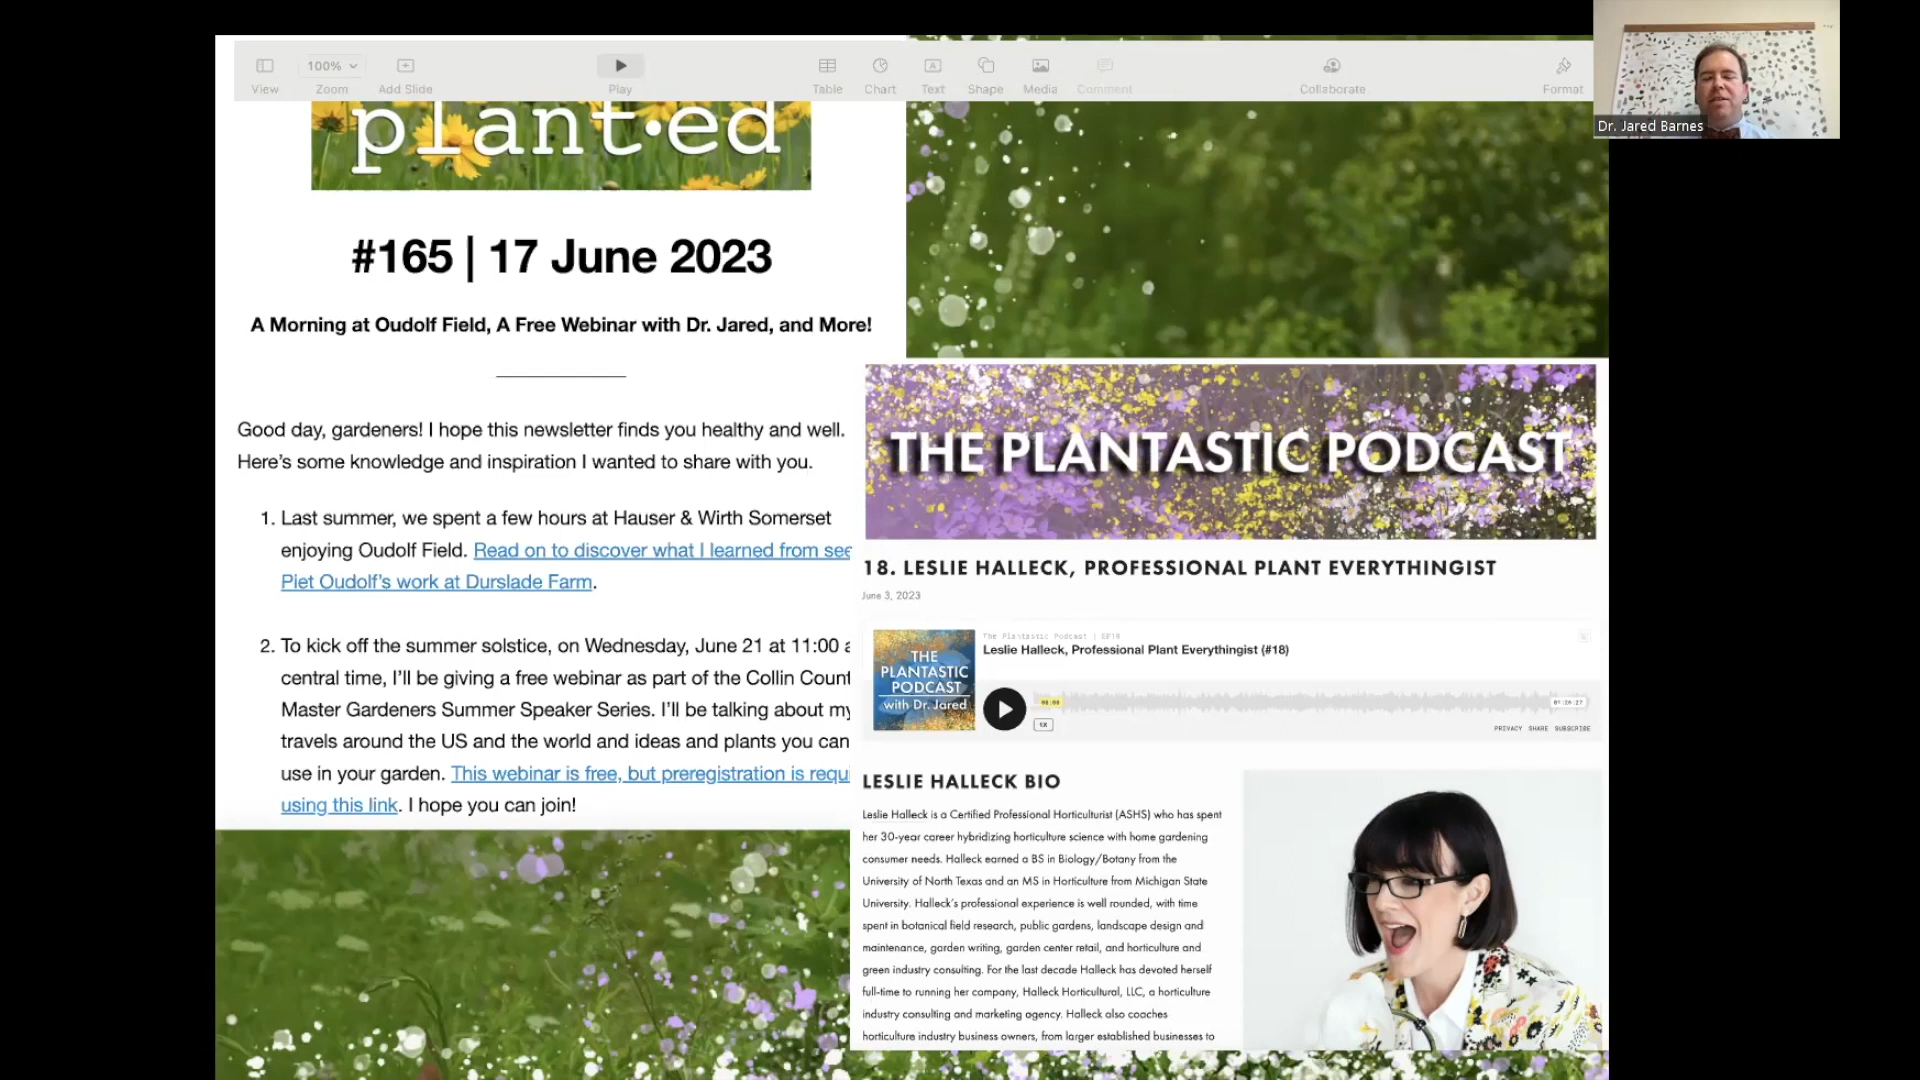 View
100%
Zoom
Add Slide
Play
Table
Chart
Text
Shape
Media
Comment
Collaborate
Format
Dr. Jared Barnes
plant·ed
#165 | 17 June 2023
A Morning at Oudolf Field, A Free Webinar with Dr. Jared, and More!
Good day, gardeners! I hope this newsletter finds you healthy and well.
Here's some knowledge and inspiration I wanted to share with you.
1. Last summer, we spent a few hours at Hauser & Wirth Somerset
enjoying Oudolf Field. Read on to discover what I learned from see
Piet Oudolf's work at Durslade Farm.
2. To kick off the summer solstice, on Wednesday, June 21 at 11:00 a
central time, I'll be giving a free webinar as part of the Collin Count
Master Gardeners Summer Speaker Series. I'll be talking about my
travels around the US and the world and ideas and plants you can
use in your garden. This webinar is free, but preregistration is requi
using this link. I hope you can join!
THE PLANTASTIC PODCAST
18. LESLIE HALLECK, PROFESSIONAL PLANT EVERYTHINGIST
June 3, 2023
THE
PLANTASTIC
PODCAST
with Dr. Jared
The Plantastic Podcast | EP18
Leslie Halleck, Professional Plant Everythingist (#18)
00:00
1X
PRIVACY SHARE SUBSCRIBE
LESLIE HALLECK BIO
Leslie Halleck is a Certified Professional Horticulturist (ASHS) who has spent
her 30-year career hybridizing horticulture science with home gardening
consumer needs. Halleck earned a BS in Biology/Botany from the
University of North Texas and an MS in Horticulture from Michigan State
University. Halleck's professional experience is well rounded, with time
spent in botanical field research, public gardens, landscape design and
maintenance, garden writing, garden center retail, and horticulture and
green industry consulting. For the last decade Halleck has devoted herself
full-time to running her company, Halleck Horticultural, LLC, a horticulture
industry consulting and marketing agency. Halleck also coaches
horticulture industry business owners, from larger established businesses to